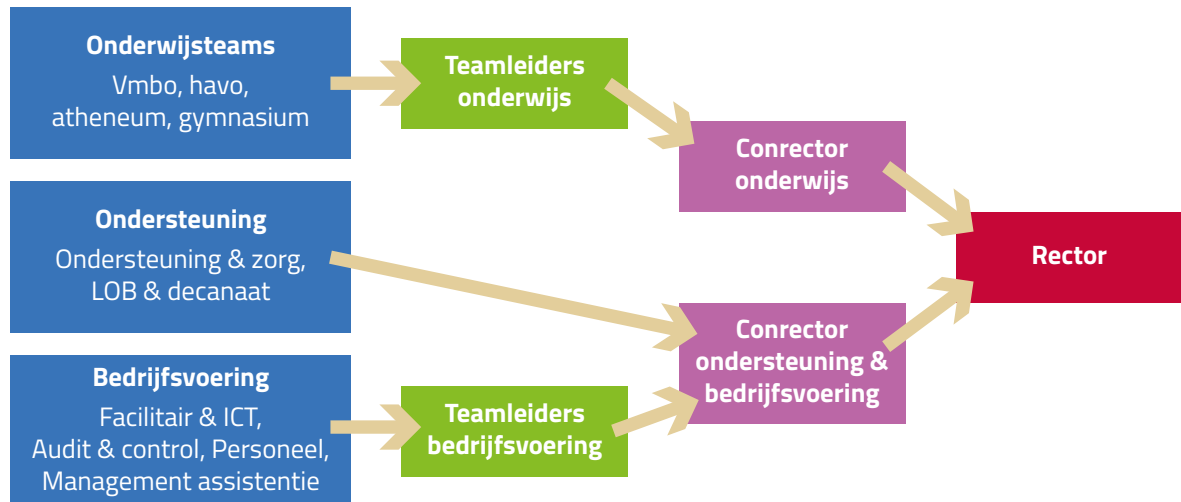 Onderwijsteams
Vmbo, havo,
atheneum, gymnasium
Teamleiders
onderwijs
Conrector
onderwijs
Ondersteuning
Ondersteuning & zorg,
LOB & decanaat
Rector
Conrector
ondersteuning &
bedrijfsvoering
Bedrijfsvoering
Facilitair & ICT,
Audit & control, Personeel,
Management assistentie
Teamleiders
bedrijfsvoering